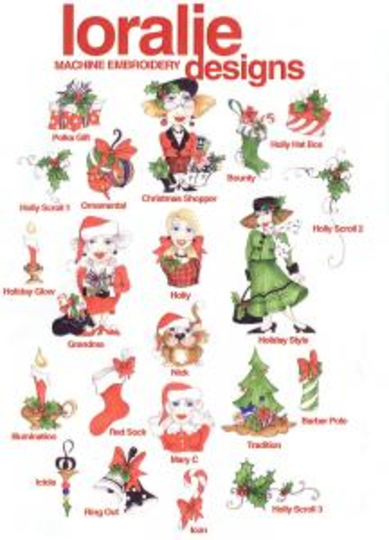 loralie
MACHINE EMBROIDERY
designs
Polka Gift
Holly Hat Box
Bounty
Christmas Shopper
Holly Scroll 1
Ornamental
Holly Scroll 2
Holiday Glow
Holly
Grandma
Holiday Style
Nick
Barber Pole
Red Sock
Illumination
Tradition
Mary C
Icicle
Ring Out
Icon
Holly Scroll 3